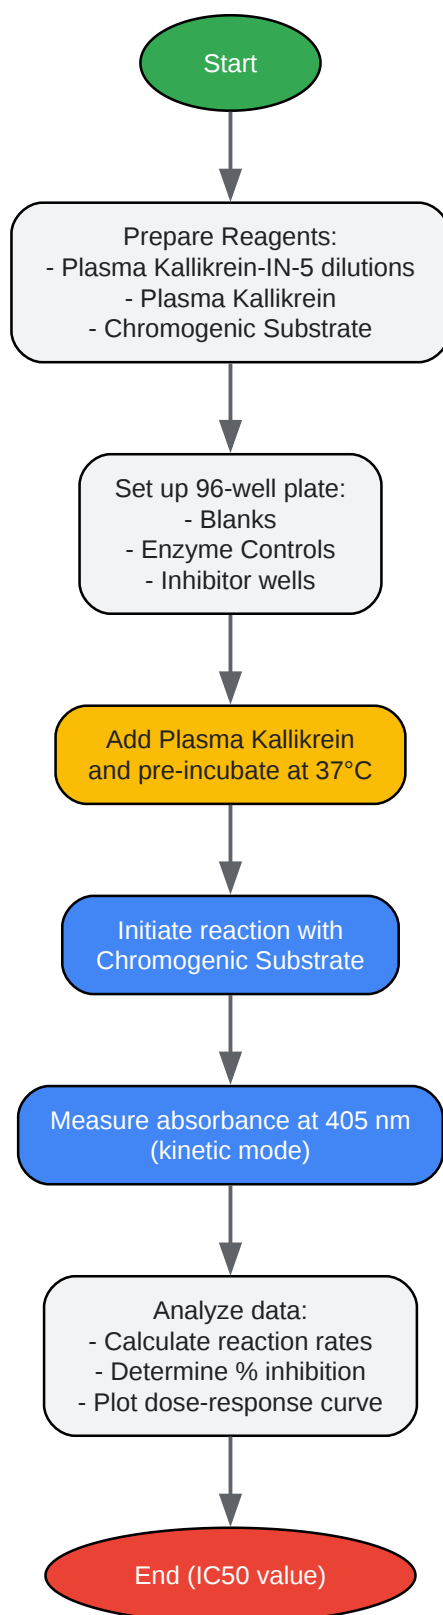 Start
Prepare Reagents:
- Plasma Kallikrein-IN-5 dilutions
- Plasma Kallikrein
- Chromogenic Substrate
Set up 96-well plate:
- Blanks
- Enzyme Controls
- Inhibitor wells
Add Plasma Kallikrein
and pre-incubate at 37°C
Initiate reaction with
Chromogenic Substrate
Measure absorbance at 405 nm
(kinetic mode)
Analyze data:
- Calculate reaction rates
- Determine % inhibition
- Plot dose-response curve
End (IC50 value)